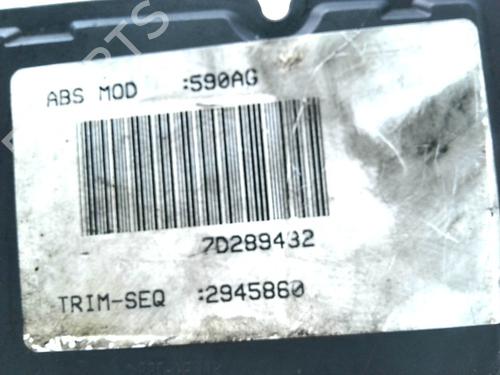 ABS MOD :590AG
7D289432
TRIM-SEQ :2945860